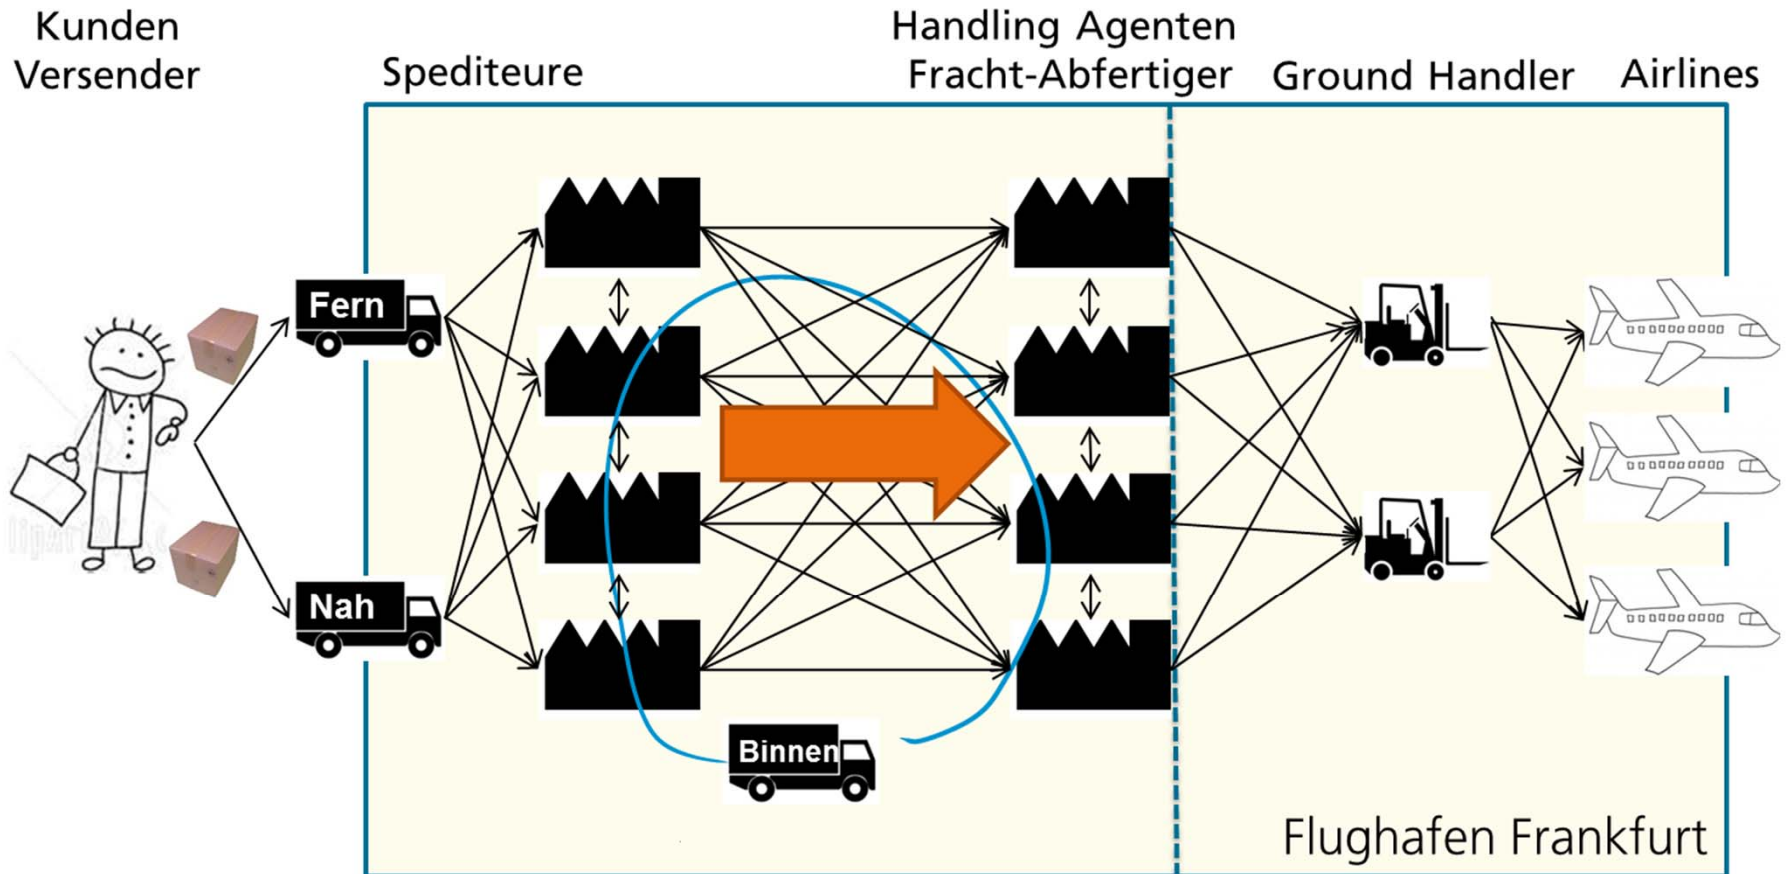 Kunden
Versender
Spediteure
Handling Agenten
Fracht-Abfertiger
Ground Handler
Airlines
Fern
Nah
Binnen
Flughafen Frankfurt